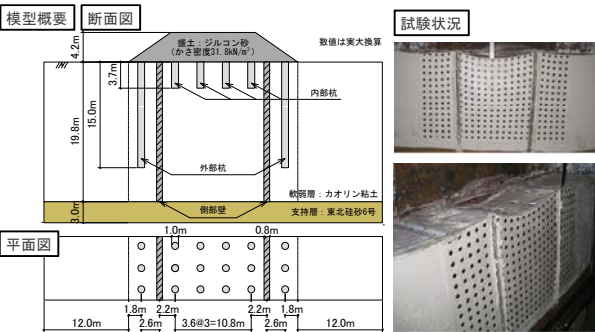 模型概要
断面図
盛土：ジルコン砂
(かさ密度31.8kN/m³)
数値は実大換算
4.2m
3.7m
15.0m
19.8m
3.0m
内部杭
外部杭
側部壁
軟弱層：カオリン粘土
支持層：東北硅砂6号
平面図
1.0m
0.8m
1.8m
2.2m
2.2m
1.8m
12.0m
2.6m
3.6@3=10.8m
2.6m
12.0m
試験状況